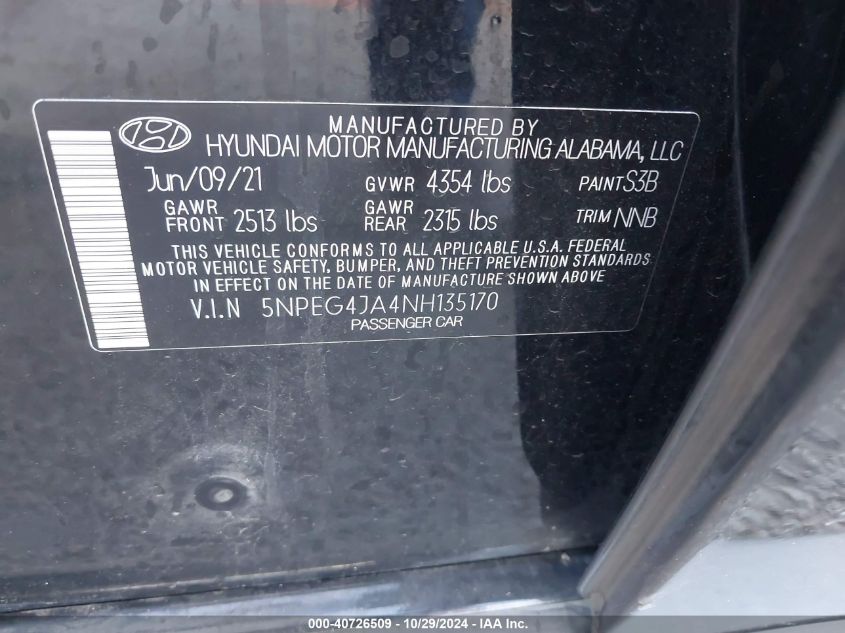 MANUFACTURED BY
HYUNDAI MOTOR MANUFACTURING ALABAMA, LLC
Jun/09/21 GVWR 4354 lbs PAINT S3B
GAWR FRONT 2513 lbs GAWR REAR 2315 lbs TRIM NNB
THIS VEHICLE CONFORMS TO ALL APPLICABLE U.S.A. FEDERAL
MOTOR VEHICLE SAFETY, BUMPER, AND THEFT PREVENTION STANDARDS
IN EFFECT ON THE DATE OF MANUFACTURE SHOWN ABOVE
V.I.N 5NPEG4JA4NH135170
PASSENGER CAR
000-40726509 - 10/29/2024 - IAA Inc.